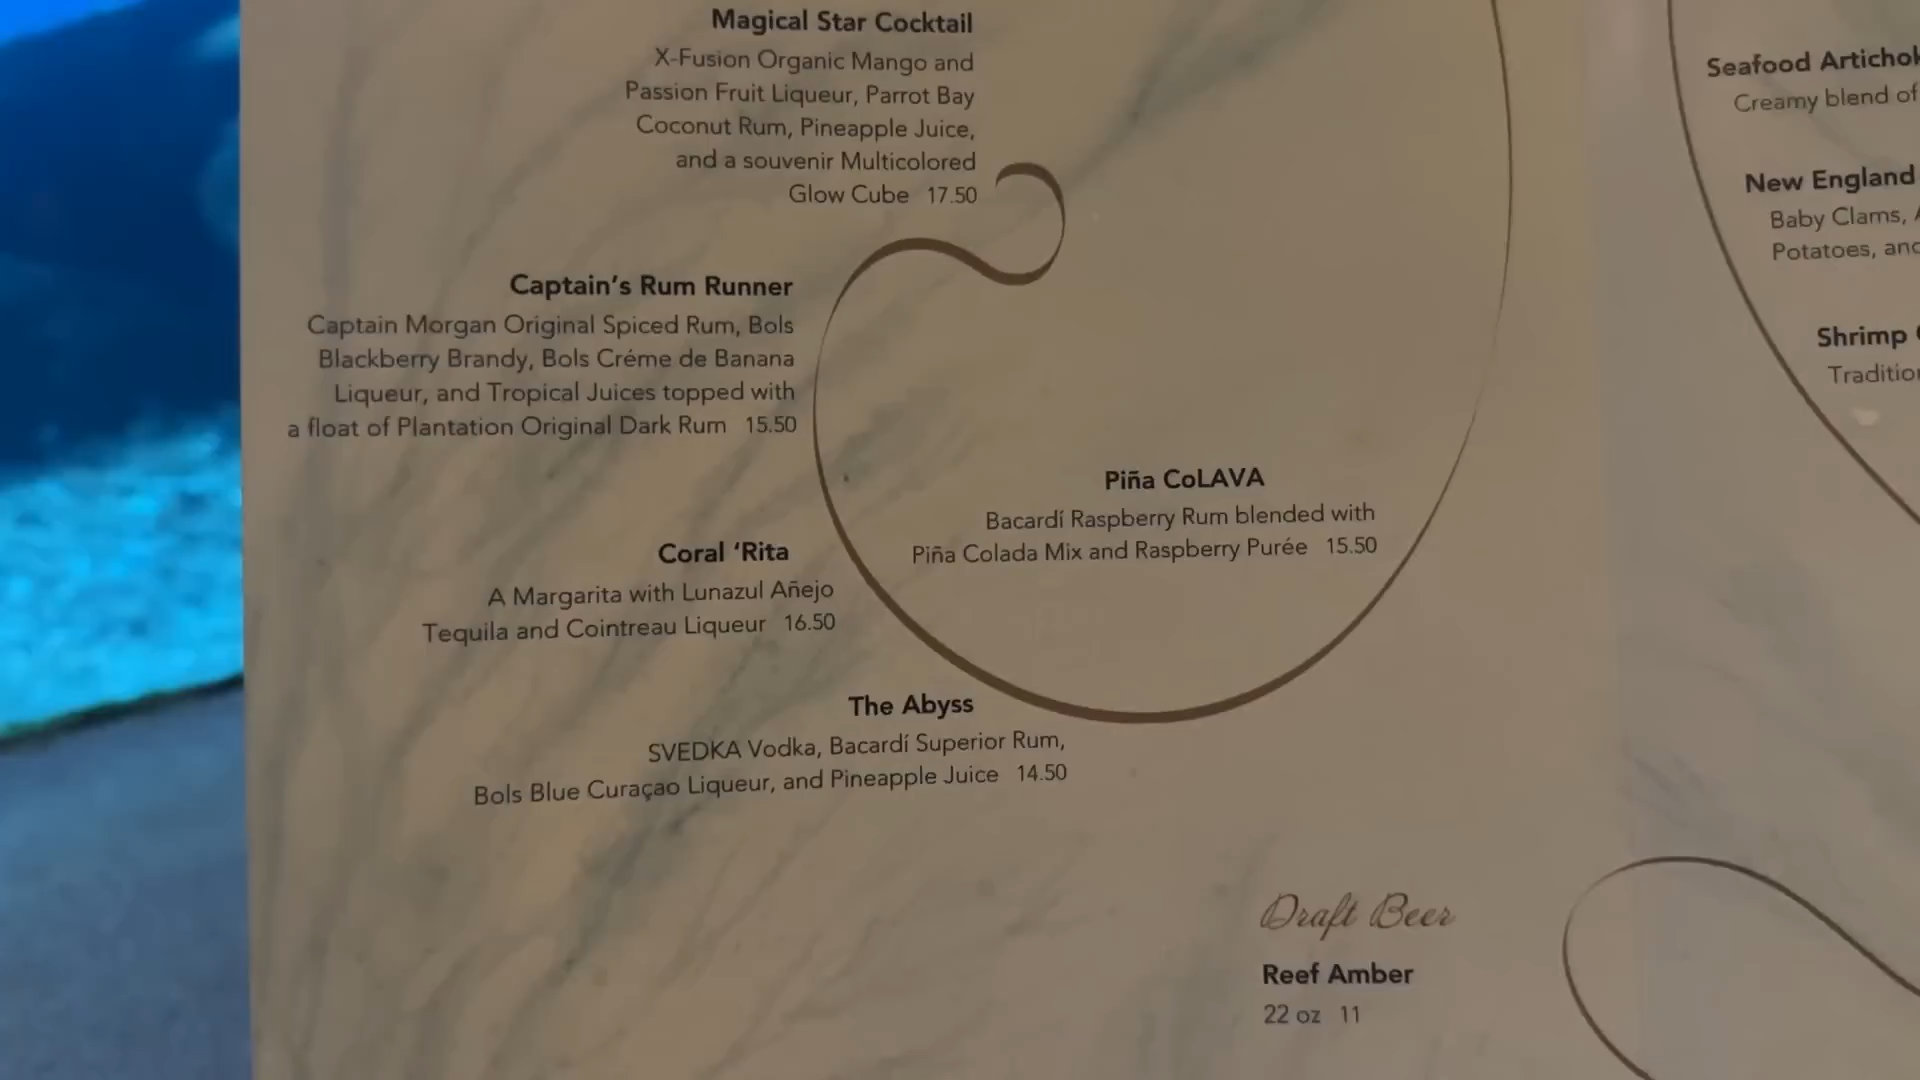 Magical Star Cocktail
X-Fusion Organic Mango and
Passion Fruit Liqueur, Parrot Bay
Coconut Rum, Pineapple Juice,
and a souvenir Multicolored
Glow Cube 17.50
Captain's Rum Runner
Captain Morgan Original Spiced Rum, Bols
Blackberry Brandy, Bols Créme de Banana
Liqueur, and Tropical Juices topped with
a float of Plantation Original Dark Rum 15.50
Coral 'Rita
A Margarita with Lunazul Añejo
Tequila and Cointreau Liqueur 16.50
The Abyss
SVEDKA Vodka, Bacardí Superior Rum,
Bols Blue Curaçao Liqueur, and Pineapple Juice 14.50
Piña CoLAVA
Bacardí Raspberry Rum blended with
Piña Colada Mix and Raspberry Purée 15.50
Draft Beer
Reef Amber
22 oz 11
Seafood
Creamy blend of
New England
Baby Clams,
Potatoes,
Shrimp